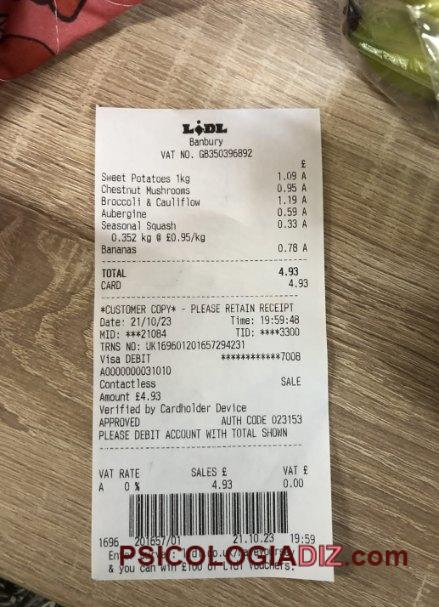 LIDL
Banbury
VAT NO. GB350396892
£
Sweet Potatoes 1kg 1.09 A
Chestnut Mushrooms 0.95 A
Broccoli & Cauliflow 1.19 A
Aubergine 0.59 A
Seasonal Squash 0.33 A
0.352 kg @ £0.95/kg
Bananas 0.78 A
TOTAL 4.93
CARD 4.93
*CUSTOMER COPY* - PLEASE RETAIN RECEIPT
Date: 21/10/23 Time: 19:59:48
MID: ***21084 TID: ****3300
TRNS NO: UK169601201657294231
Visa DEBIT ************7008
A0000000031010
Contactless SALE
Amount £4.93
Verified by Cardholder Device
APPROVED AUTH CODE 023153
PLEASE DEBIT ACCOUNT WITH TOTAL SHOWN
VAT RATE SALES £ VAT £
A 0 % 4.93 0.00
1696 201657/01 21.10.23 19:59
PSICOLOGIADIZ.com
& you can win £100 of Lidl vouchers.